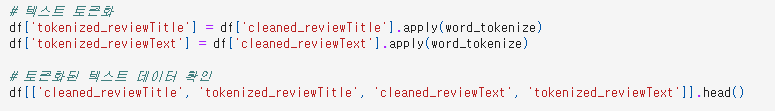 # 텍스트 토큰화
df['tokenized_reviewTitle'] = df['cleaned_reviewTitle'].apply(word_tokenize)
df['tokenized_reviewText'] = df['cleaned_reviewText'].apply(word_tokenize)
# 토큰화된 텍스트 데이터 확인
df[['cleaned_reviewTitle', 'tokenized_reviewTitle', 'cleaned_reviewText', 'tokenized_reviewText']].head()